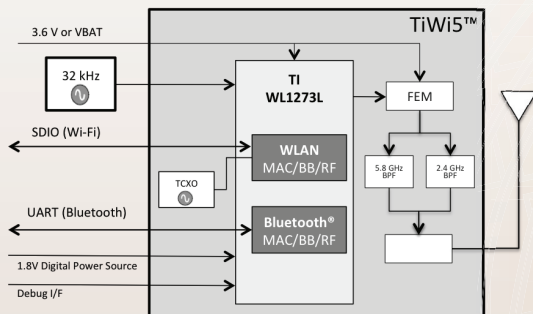 TiWi5™
3.6 V or VBAT
32 kHz
TI
WL1273L
FEM
SDIO (Wi-Fi)
WLAN
MAC/BB/RF
5.8 GHz
BPF
2.4 GHz
BPF
TCXO
UART (Bluetooth)
Bluetooth®
MAC/BB/RF
1.8V Digital Power Source
Debug I/F